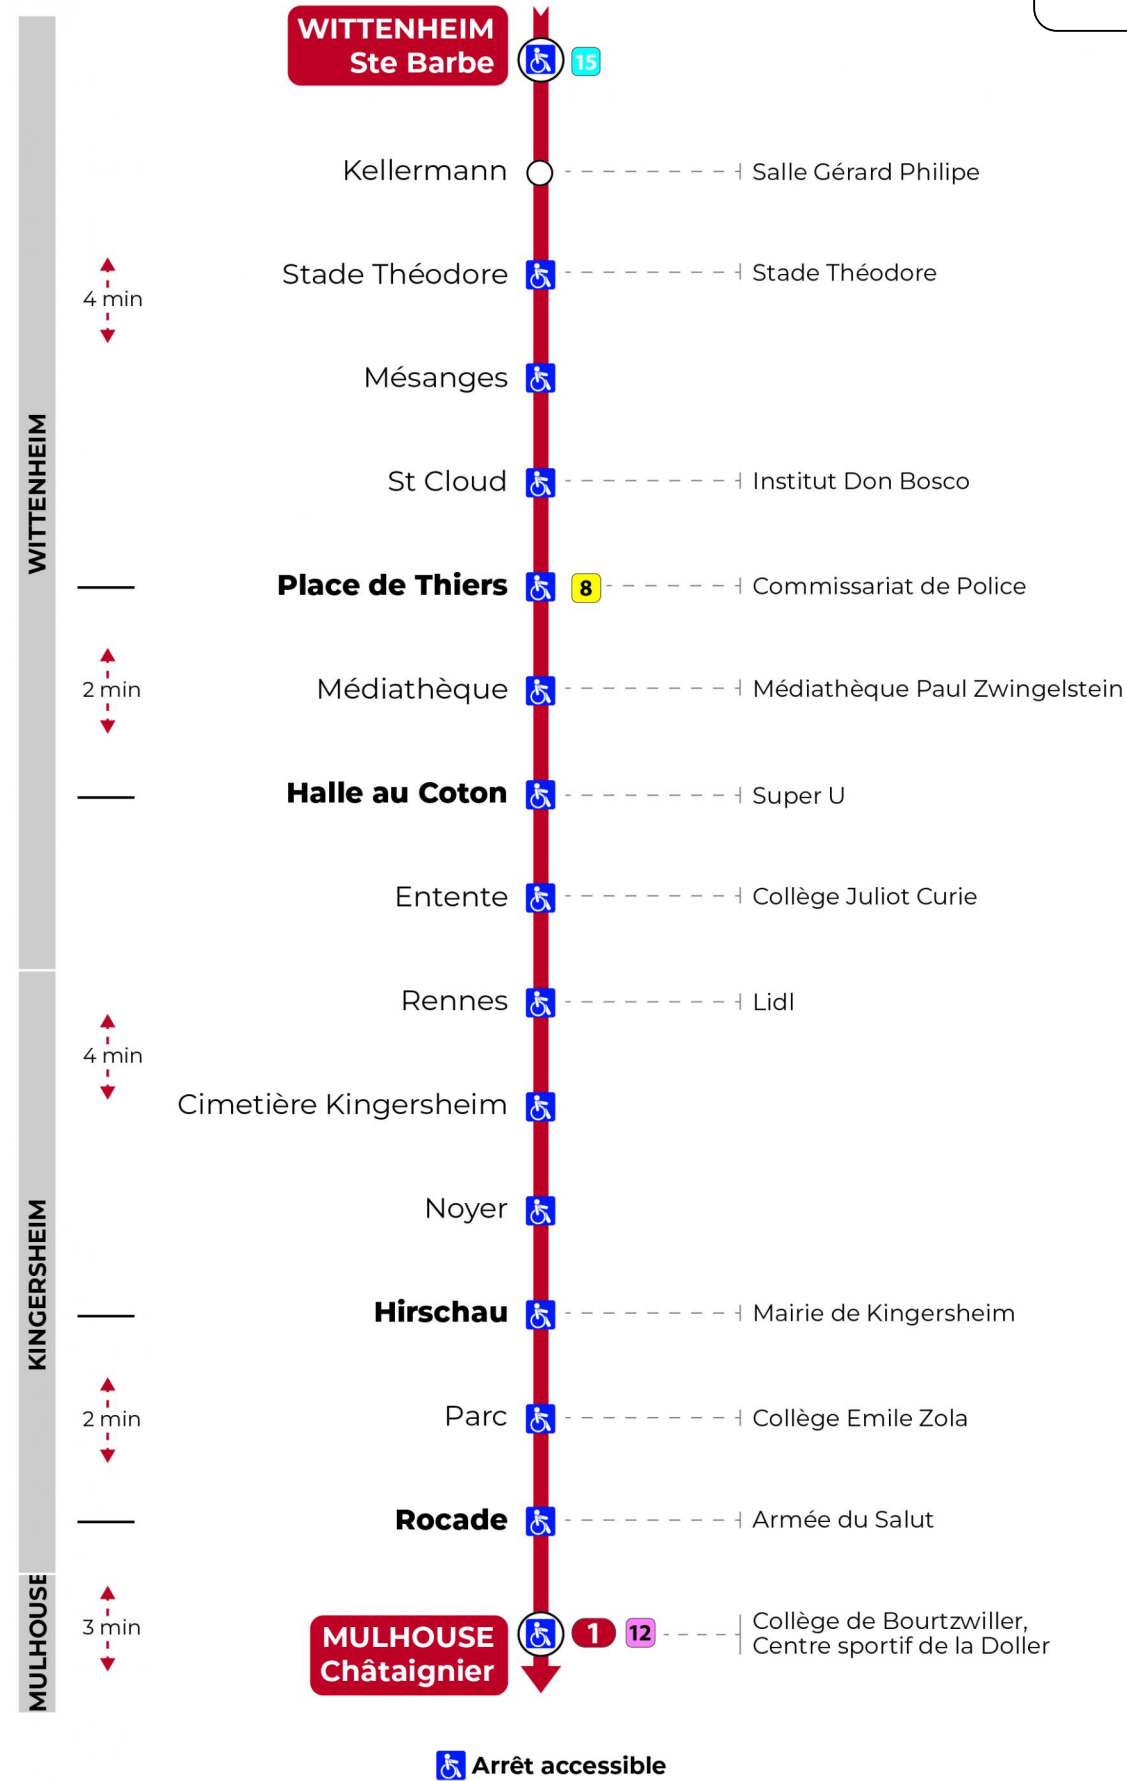 WITTENHEIM
Ste Barbe
15
Kellermann
Salle Gérard Philipe
Stade Théodore
Stade Théodore
4 min
Mésanges
St Cloud
Institut Don Bosco
WITTENHEIM
Place de Thiers
8
Commissariat de Police
2 min
Médiathèque
Médiathèque Paul Zwingelstein
Halle au Coton
Super U
Entente
Collège Juliot Curie
Rennes
Lidl
4 min
Cimetière Kingersheim
Noyer
KINGERSHEIM
Hirschau
Mairie de Kingersheim
2 min
Parc
Collège Emile Zola
Rocade
Armée du Salut
MULHOUSE
3 min
MULHOUSE
Châtaignier
1
12
Collège de Bourtzwiller,
Centre sportif de la Doller
Arrêt accessible